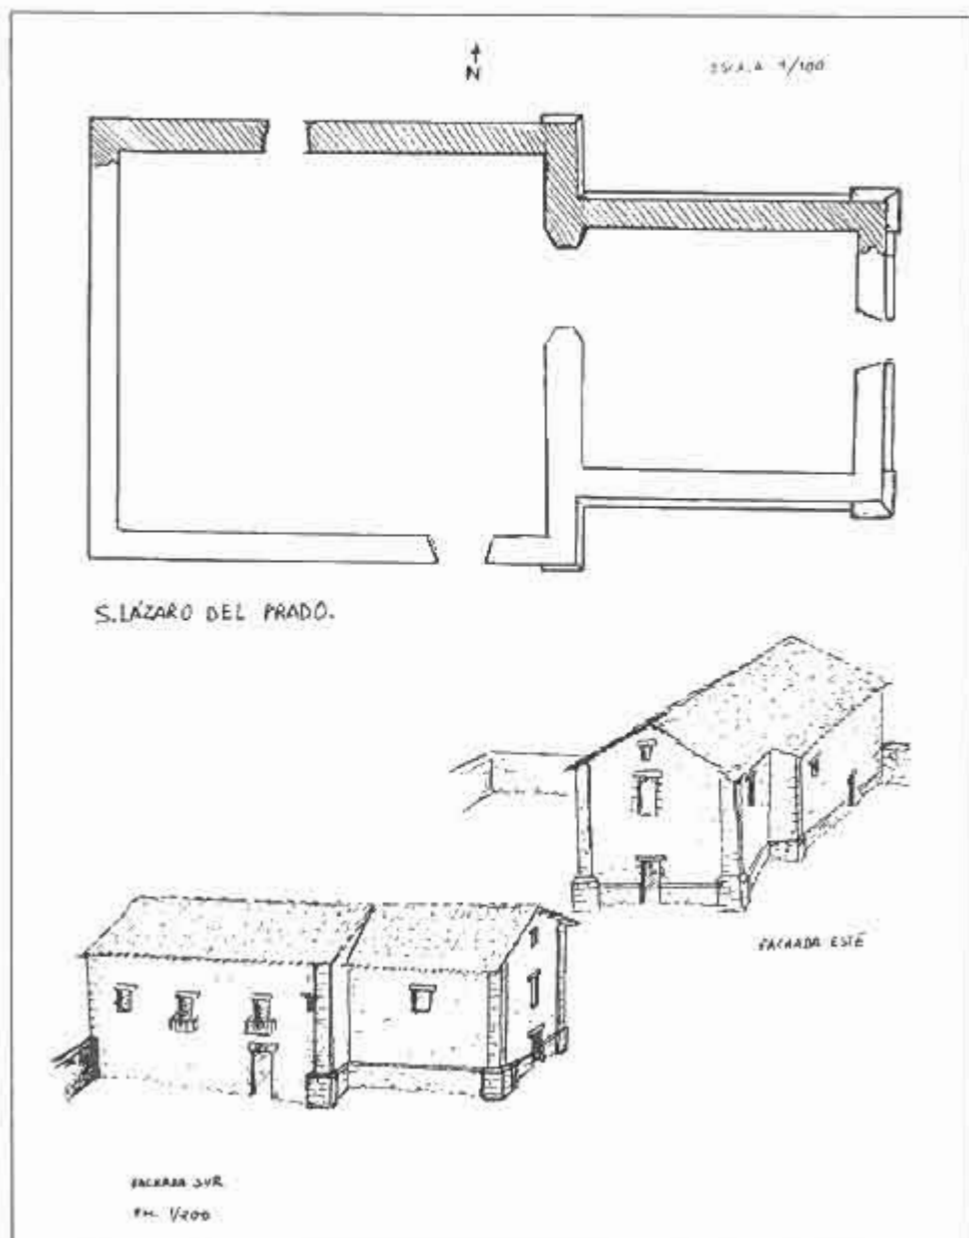 N
ESCALA 1/100
S. LÁZARO DEL PRADO.
FACHADA ESTE
FACHADA SUR
ESC. 1/200